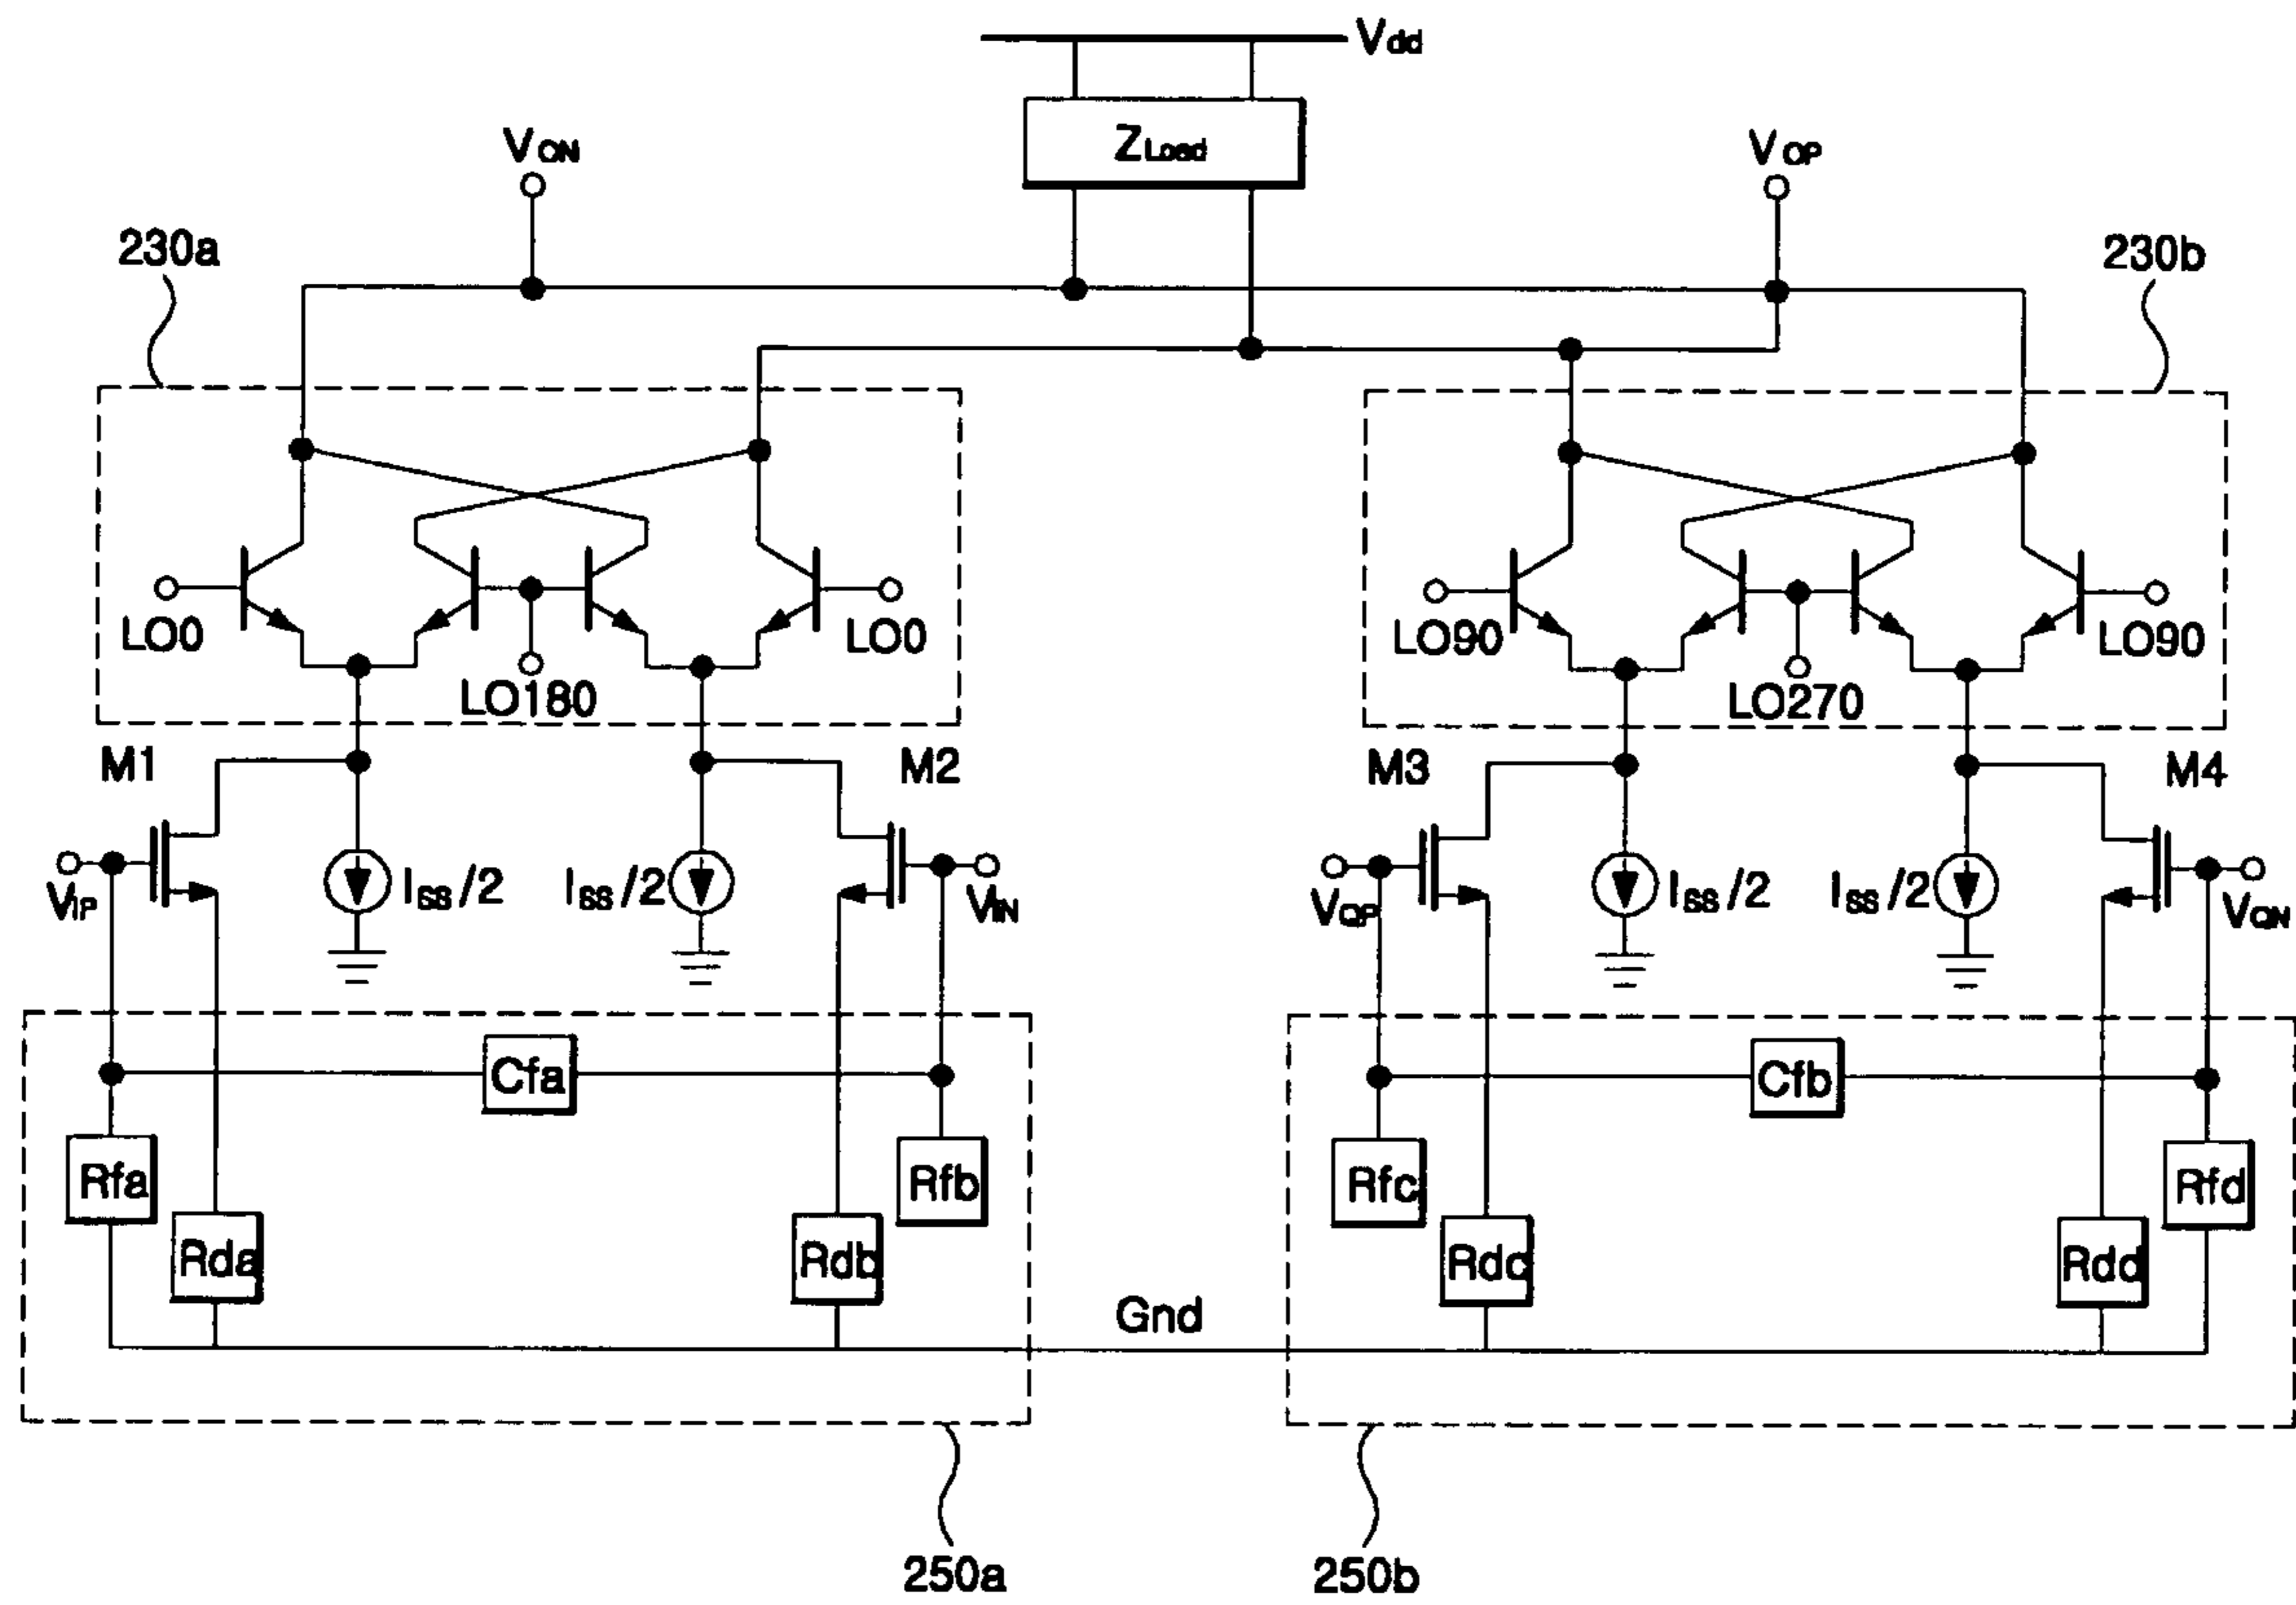 Vdd
ZLoad
VON
VOP
230a
230b
LO0
LO180
LO0
LO90
LO270
LO90
M1
M2
M3
M4
VIP
ISS/2
ISS/2
VIN
VQP
ISS/2
ISS/2
VQN
Cfa
Cfb
Rfa
Rda
Rdb
Rfb
Rfc
Rdc
Rdd
Rfd
Gnd
250a
250b